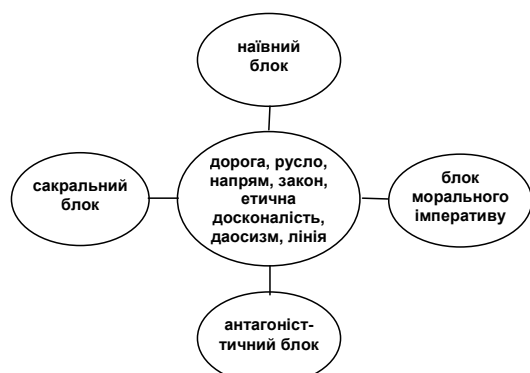 наївний
блок
сакральний
блок
дорога, русло,
напрям, закон,
етична
досконалість,
даосизм, лінія
блок
морального
імперативу
антагоніст-
тичний блок